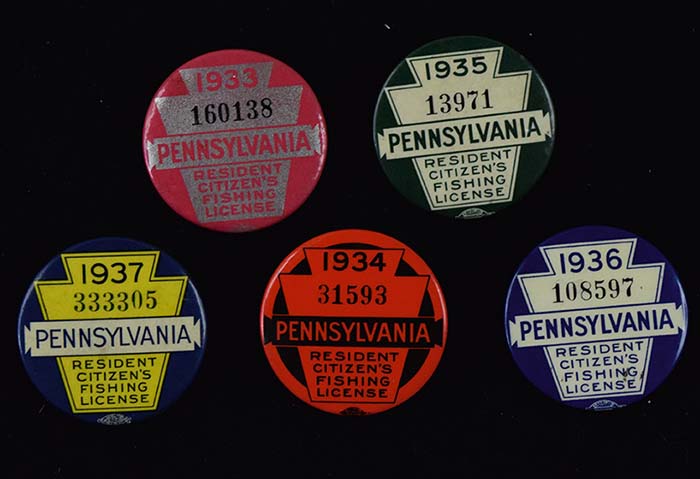 1933
160138
PENNSYLVANIA
RESIDENT
CITIZEN'S
FISHING
LICENSE
1935
13971
PENNSYLVANIA
RESIDENT
CITIZEN'S
FISHING
LICENSE
1937
333305
PENNSYLVANIA
RESIDENT
CITIZEN'S
FISHING
LICENSE
1934
31593
PENNSYLVANIA
RESIDENT
CITIZEN'S
FISHING
LICENSE
1936
108597
PENNSYLVANIA
RESIDENT
CITIZEN'S
FISHING
LICENSE